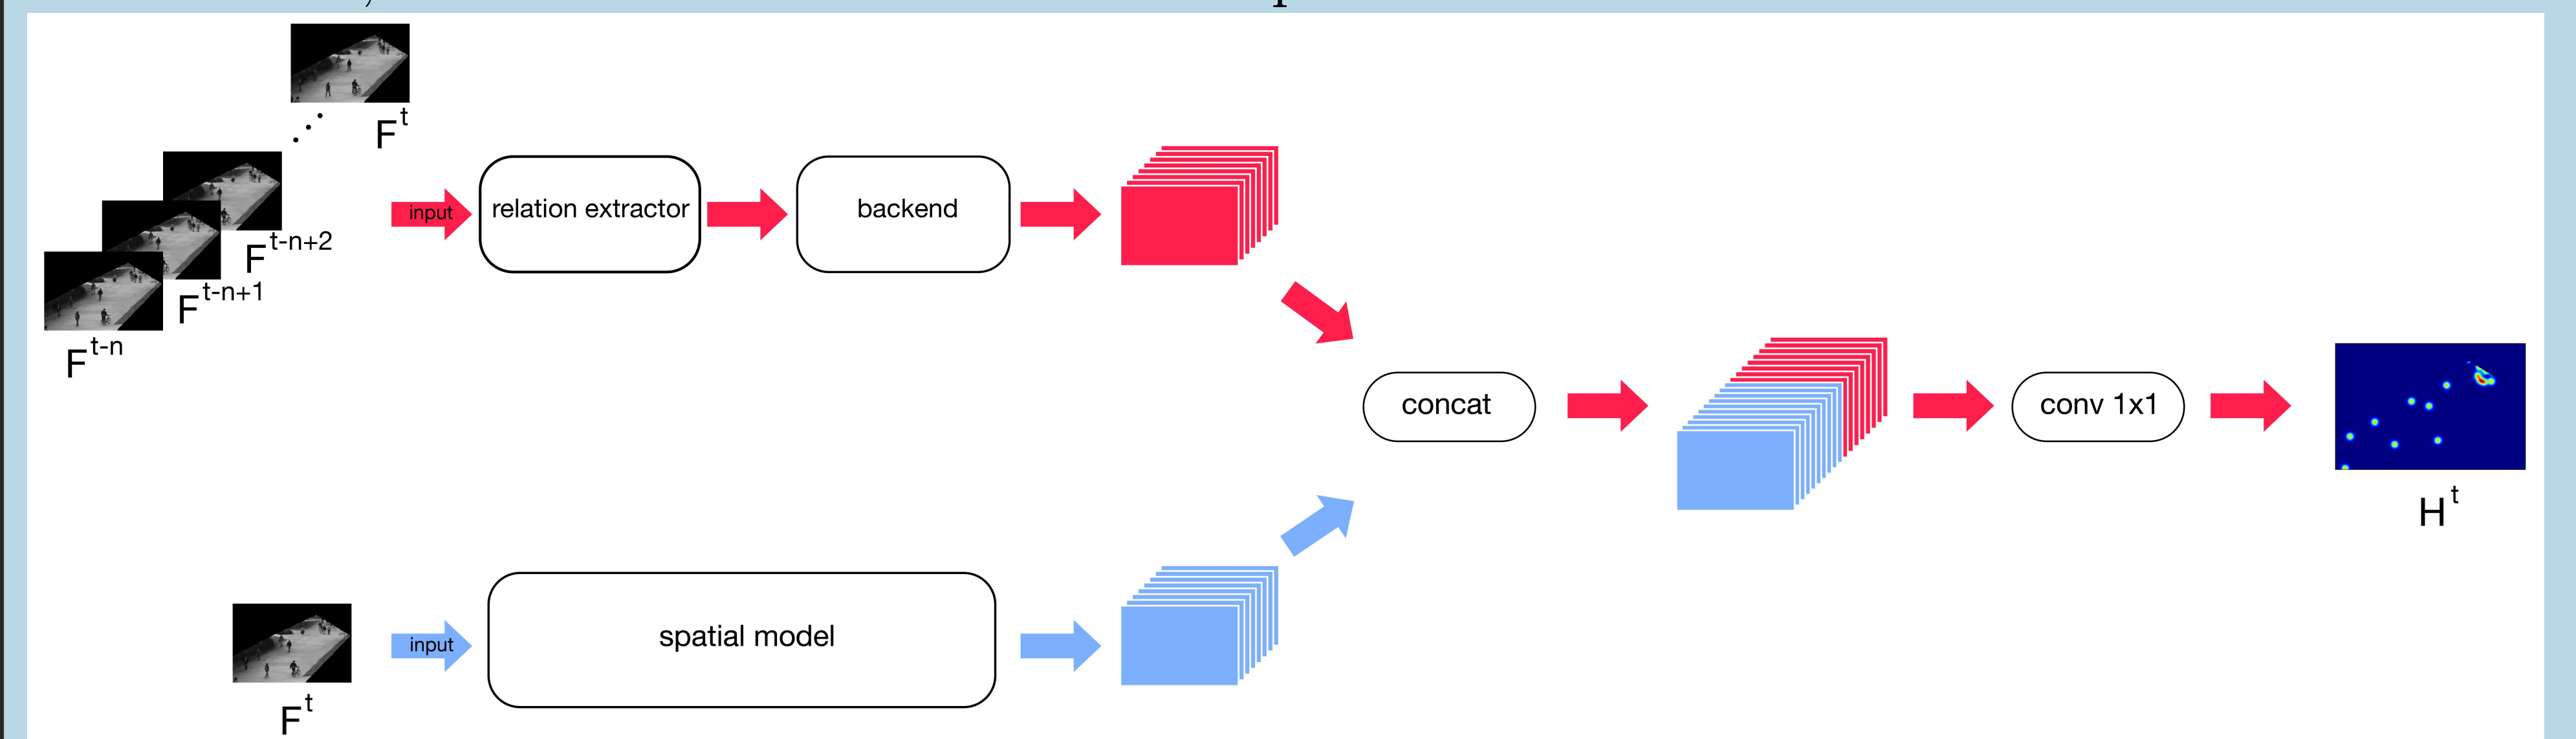 F^t
F^t-n+2
F^t-n+1
F^t-n
input
relation extractor
backend
concat
conv 1x1
H^t
input
spatial model
F^t